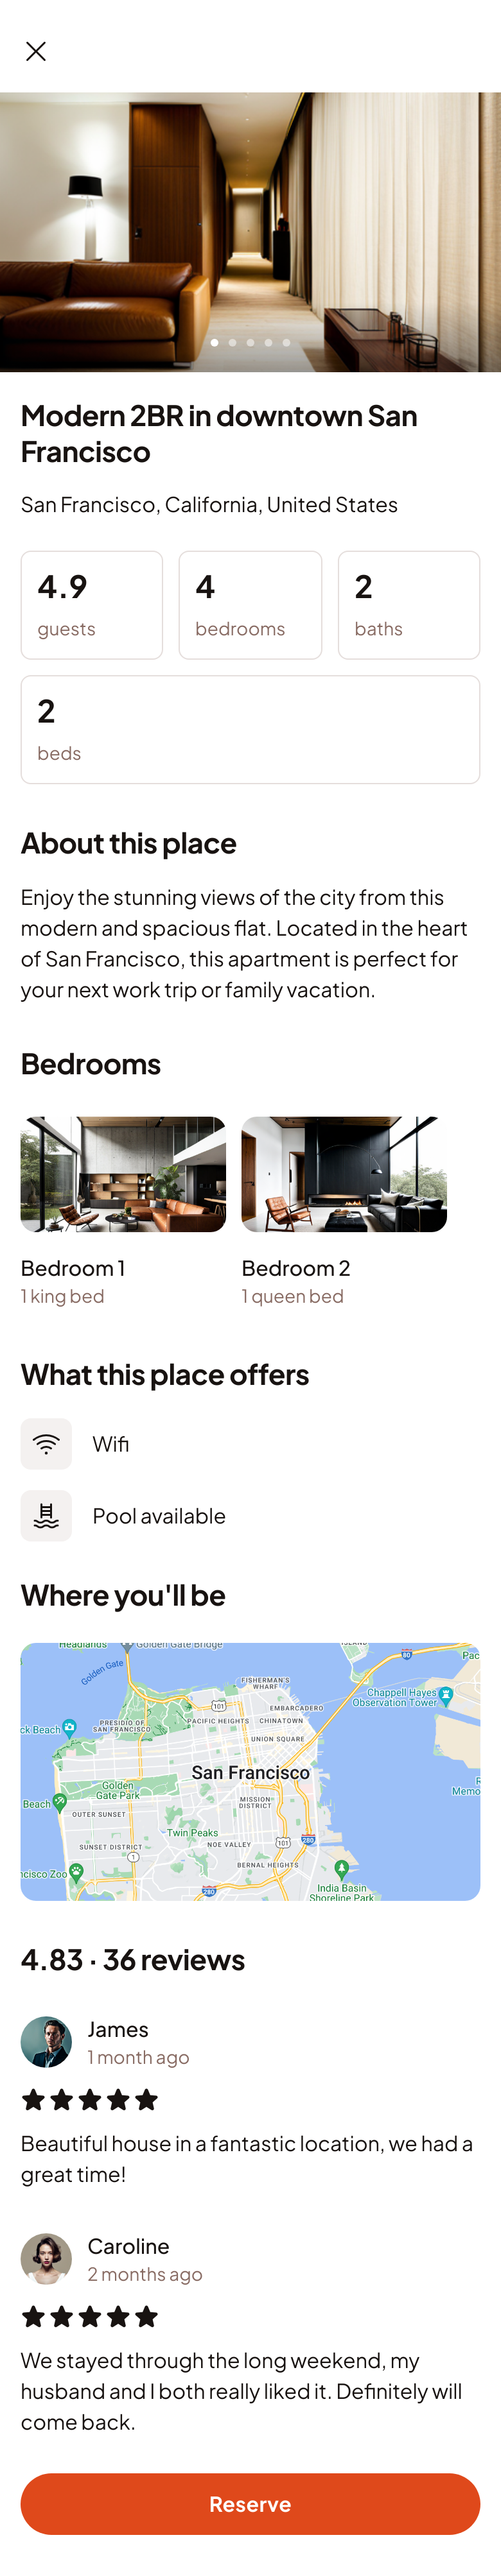 Modern 2BR in downtown San
Francisco
San Francisco, California, United States
4.9
guests
4
bedrooms
2
baths
2
beds
About this place
Enjoy the stunning views of the city from this
modern and spacious flat. Located in the heart
of San Francisco, this apartment is perfect for
your next work trip or family vacation.
Bedrooms
Bedroom 1
1 king bed
Bedroom 2
1 queen bed
What this place offers
Wifi
Pool available
Where you'll be
Headlands
Golden Gate Bridge
80
Pac
Golden Gate
FISHERMAN'S
WHARF
Chappell Hayes
Observation Tower
101
EMBARCADERO
PRESIDIO OF
SAN FRANCISCO
PACIFIC HEIGHTS
CHINATOWN
ck Beach
UNION SQUARE
San Francisco
Golden
Gate Park
Memo
Beach
MISSION
DISTRICT
OUTER SUNSET
Twin Peaks
SUNSET DISTRICT
NOE VALLEY
101
280
1
BERNAL HEIGHTS
ncisco Zoo
280
India Basin
Shoreline Park
4.83 · 36 reviews
James
1 month ago
Beautiful house in a fantastic location, we had a
great time!
Caroline
2 months ago
We stayed through the long weekend, my
husband and I both really liked it. Definitely will
come back.
Reserve